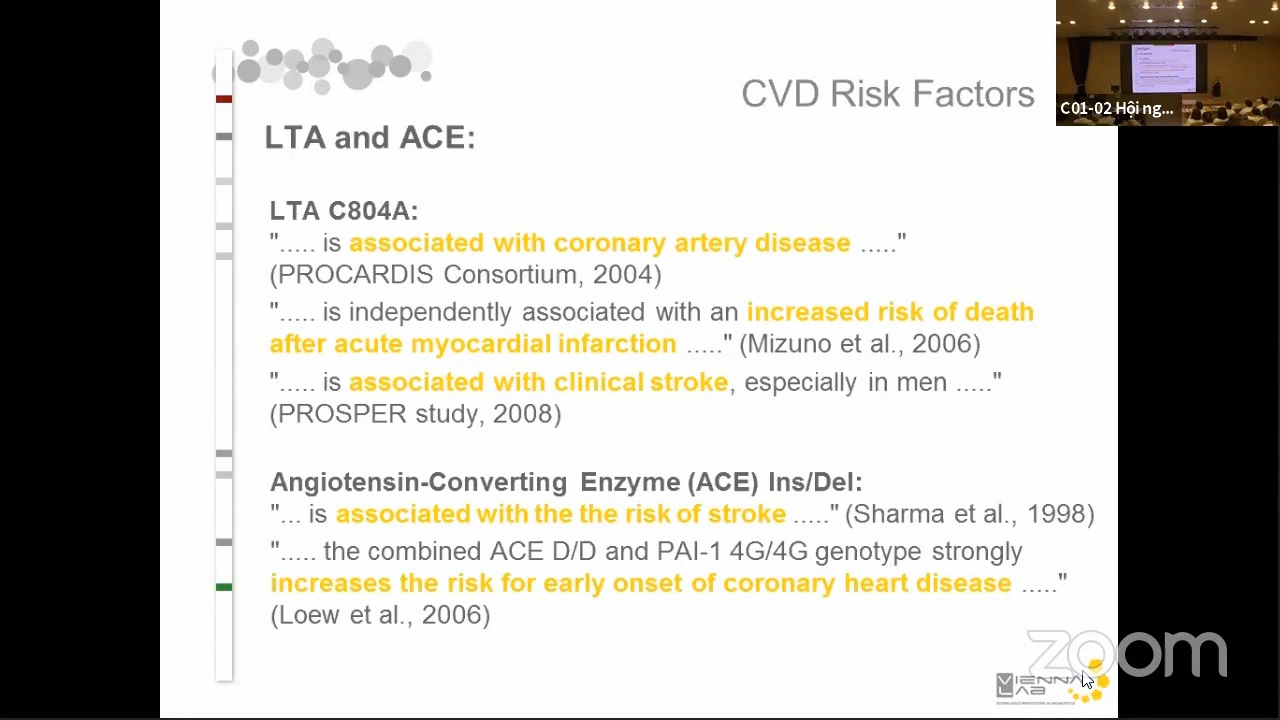 CVD Risk Factors
C01-02 Hội ng...
LTA and ACE:
LTA C804A:
"..... is associated with coronary artery disease ....."
(PROCARDIS Consortium, 2004)
"..... is independently associated with an increased risk of death
after acute myocardial infarction ....." (Mizuno et al., 2006)
"..... is associated with clinical stroke, especially in men ....."
(PROSPER study, 2008)
Angiotensin-Converting Enzyme (ACE) Ins/Del:
"... is associated with the the risk of stroke ....." (Sharma et al., 1998)
"..... the combined ACE D/D and PAI-1 4G/4G genotype strongly
increases the risk for early onset of coronary heart disease ....."
(Loew et al., 2006)
zoom
VIENNA
LAB